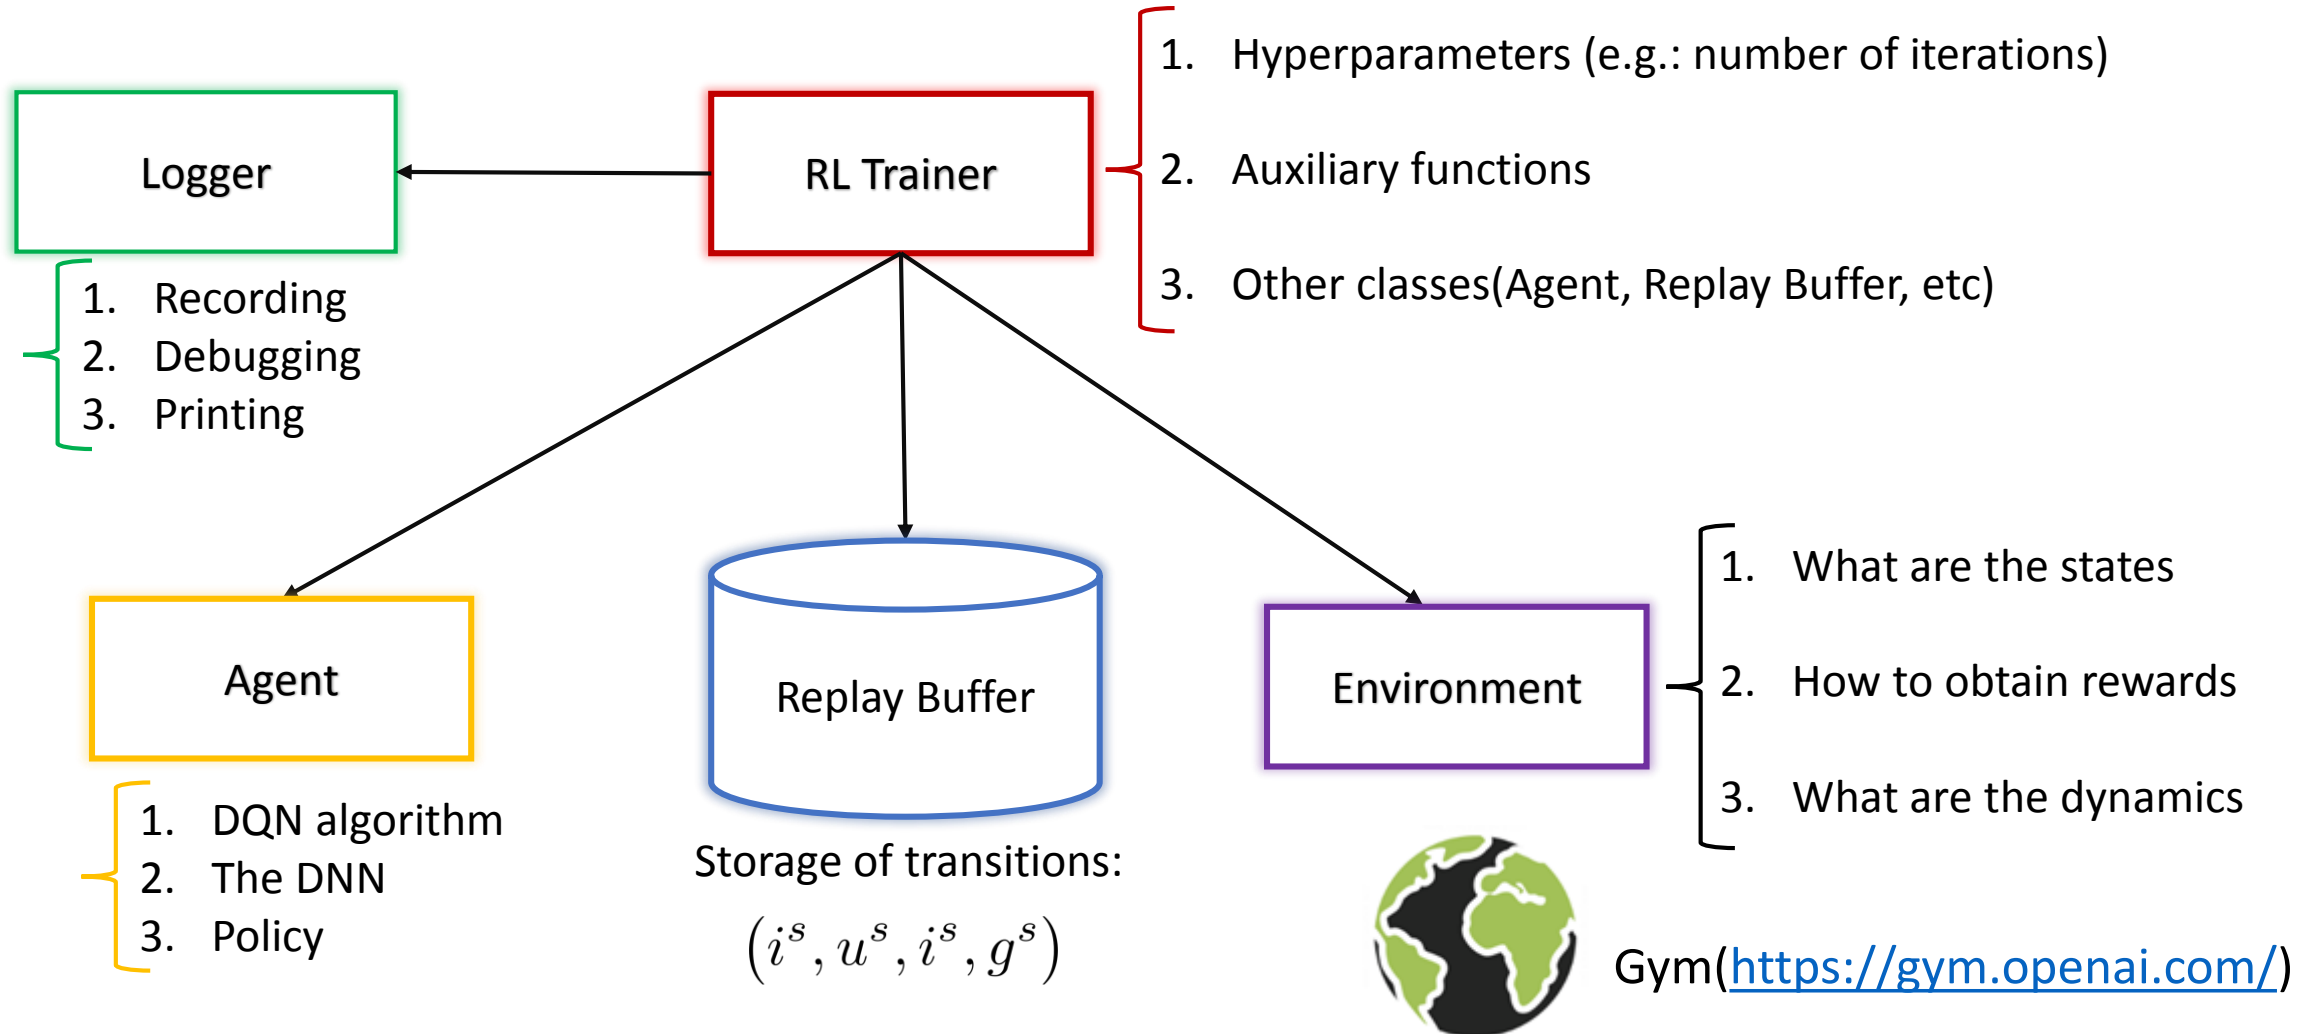 Logger
1. Recording
2. Debugging
3. Printing
RL Trainer
1. Hyperparameters (e.g.: number of iterations)
2. Auxiliary functions
3. Other classes(Agent, Replay Buffer, etc)
Agent
1. DQN algorithm
2. The DNN
3. Policy
Replay Buffer
Storage of transitions:
(i^s, u^s, i^s, g^s)
Environment
1. What are the states
2. How to obtain rewards
3. What are the dynamics
Gym(https://gym.openai.com/)